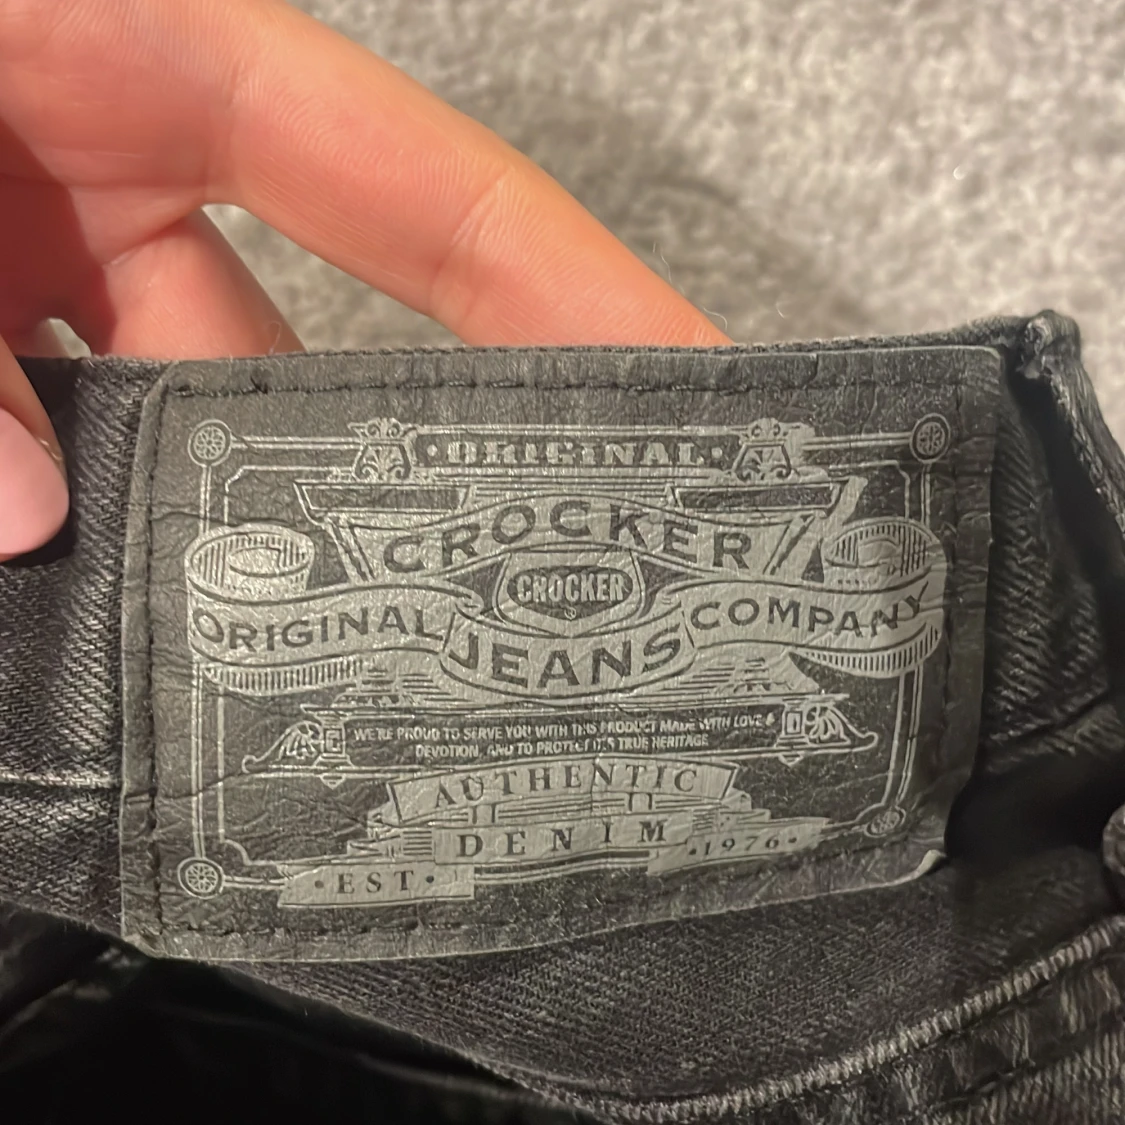 ·ORIGINAL·
CROCKER
CROCKER
ORIGINAL JEANS COMPANY
WE'RE PROUD TO SERVE YOU WITH THIS PRODUCT MADE WITH LOVE &
DEVOTION, AND TO PROTECT ITS TRUE HERITAGE
AUTHENTIC
DENIM
·EST· ·1976·